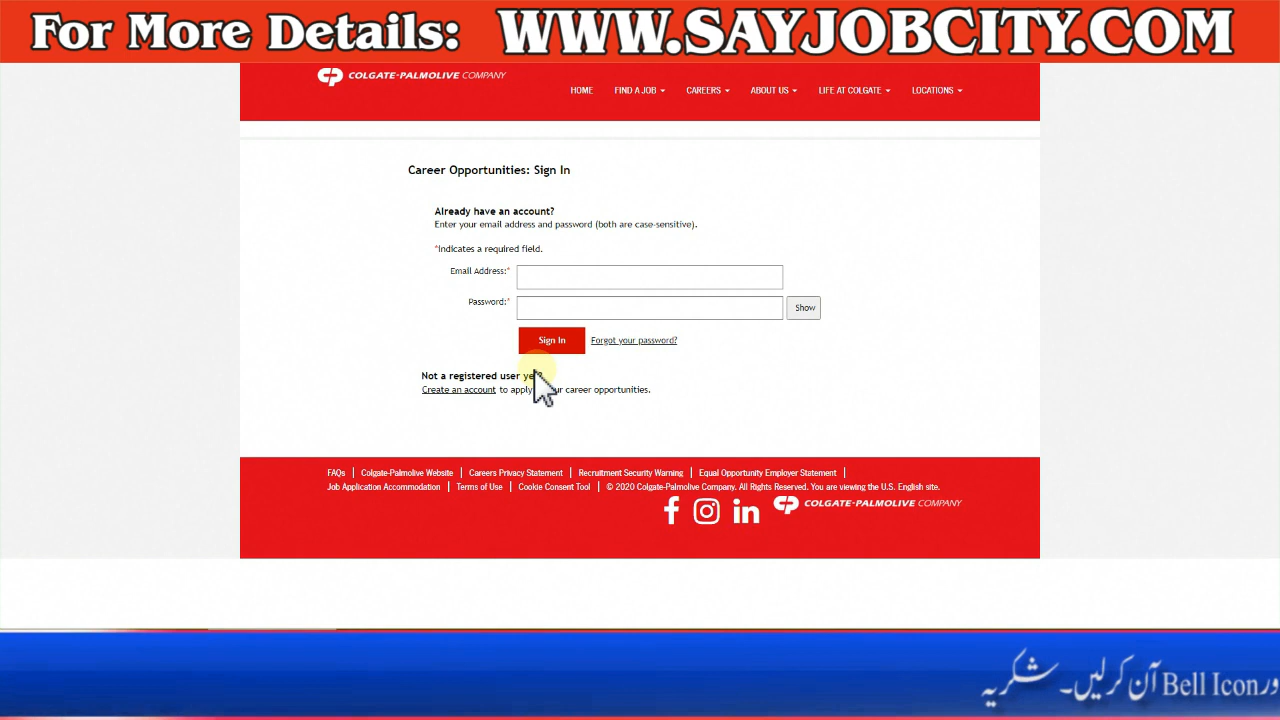 For More Details: WWW.SAYJOBCITY.COM
COLGATE-PALMOLIVE COMPANY
HOME FIND A JOB CAREERS ABOUT US LIFE AT COLGATE LOCATIONS
Career Opportunities: Sign In
Already have an account?
Enter your email address and password (both are case-sensitive).
*Indicates a required field.
Email Address:*
Password:* Show
Sign In Forgot your password?
Not a registered user yet?
Create an account to apply our career opportunities.
FAQs | Colgate-Palmolive Website | Careers Privacy Statement | Recruitment Security Warning | Equal Opportunity Employer Statement |
Job Application Accommodation | Terms of Use | Cookie Consent Tool | © 2020 Colgate-Palmolive Company. All Rights Reserved. You are viewing the U.S. English site.
COLGATE-PALMOLIVE COMPANY
ور Bell Icon آن کرلیں۔ شکریہ